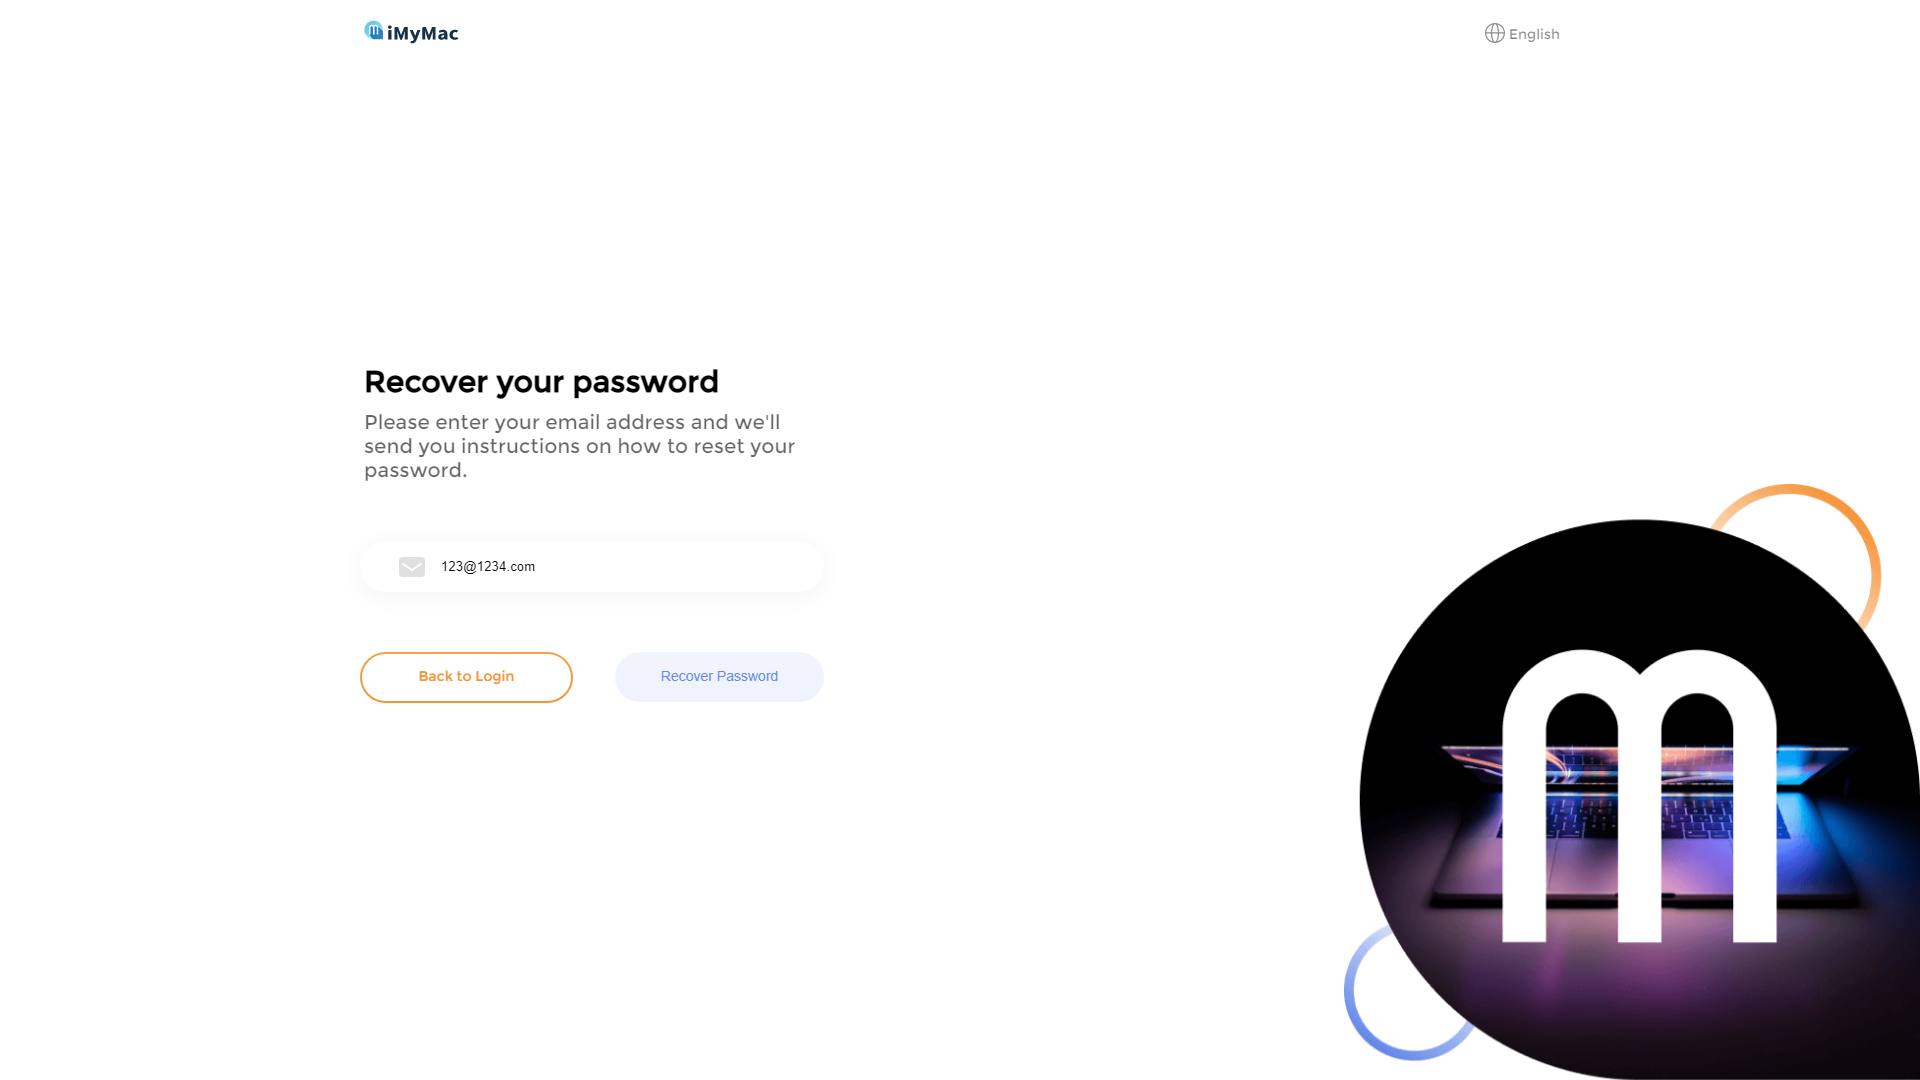 iMyMac
English
Recover your password
Please enter your email address and we'll
send you instructions on how to reset your
password.
123@1234.com
Back to Login
Recover Password